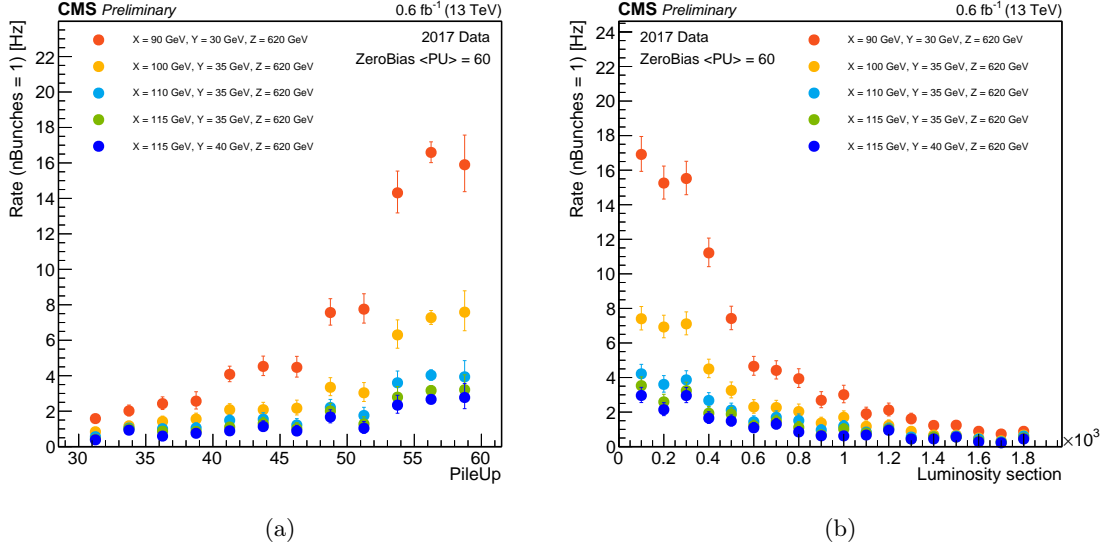 CMS Preliminary 0.6 fb⁻¹ (13 TeV)
Rate (nBunches = 1) [Hz]
24
22
20
18
16
14
12
10
8
6
4
2
0
2017 Data
ZeroBias <PU> = 60
X = 90 GeV, Y = 30 GeV, Z = 620 GeV
X = 100 GeV, Y = 35 GeV, Z = 620 GeV
X = 110 GeV, Y = 35 GeV, Z = 620 GeV
X = 115 GeV, Y = 35 GeV, Z = 620 GeV
X = 115 GeV, Y = 40 GeV, Z = 620 GeV
30 35 40 45 50 55 60
PileUp
(a)
CMS Preliminary 0.6 fb⁻¹ (13 TeV)
Rate (nBunches = 1) [Hz]
24
22
20
18
16
14
12
10
8
6
4
2
0
2017 Data
ZeroBias <PU> = 60
X = 90 GeV, Y = 30 GeV, Z = 620 GeV
X = 100 GeV, Y = 35 GeV, Z = 620 GeV
X = 110 GeV, Y = 35 GeV, Z = 620 GeV
X = 115 GeV, Y = 35 GeV, Z = 620 GeV
X = 115 GeV, Y = 40 GeV, Z = 620 GeV
0 0.2 0.4 0.6 0.8 1 1.2 1.4 1.6 1.8 ×10³
Luminosity section
(b)